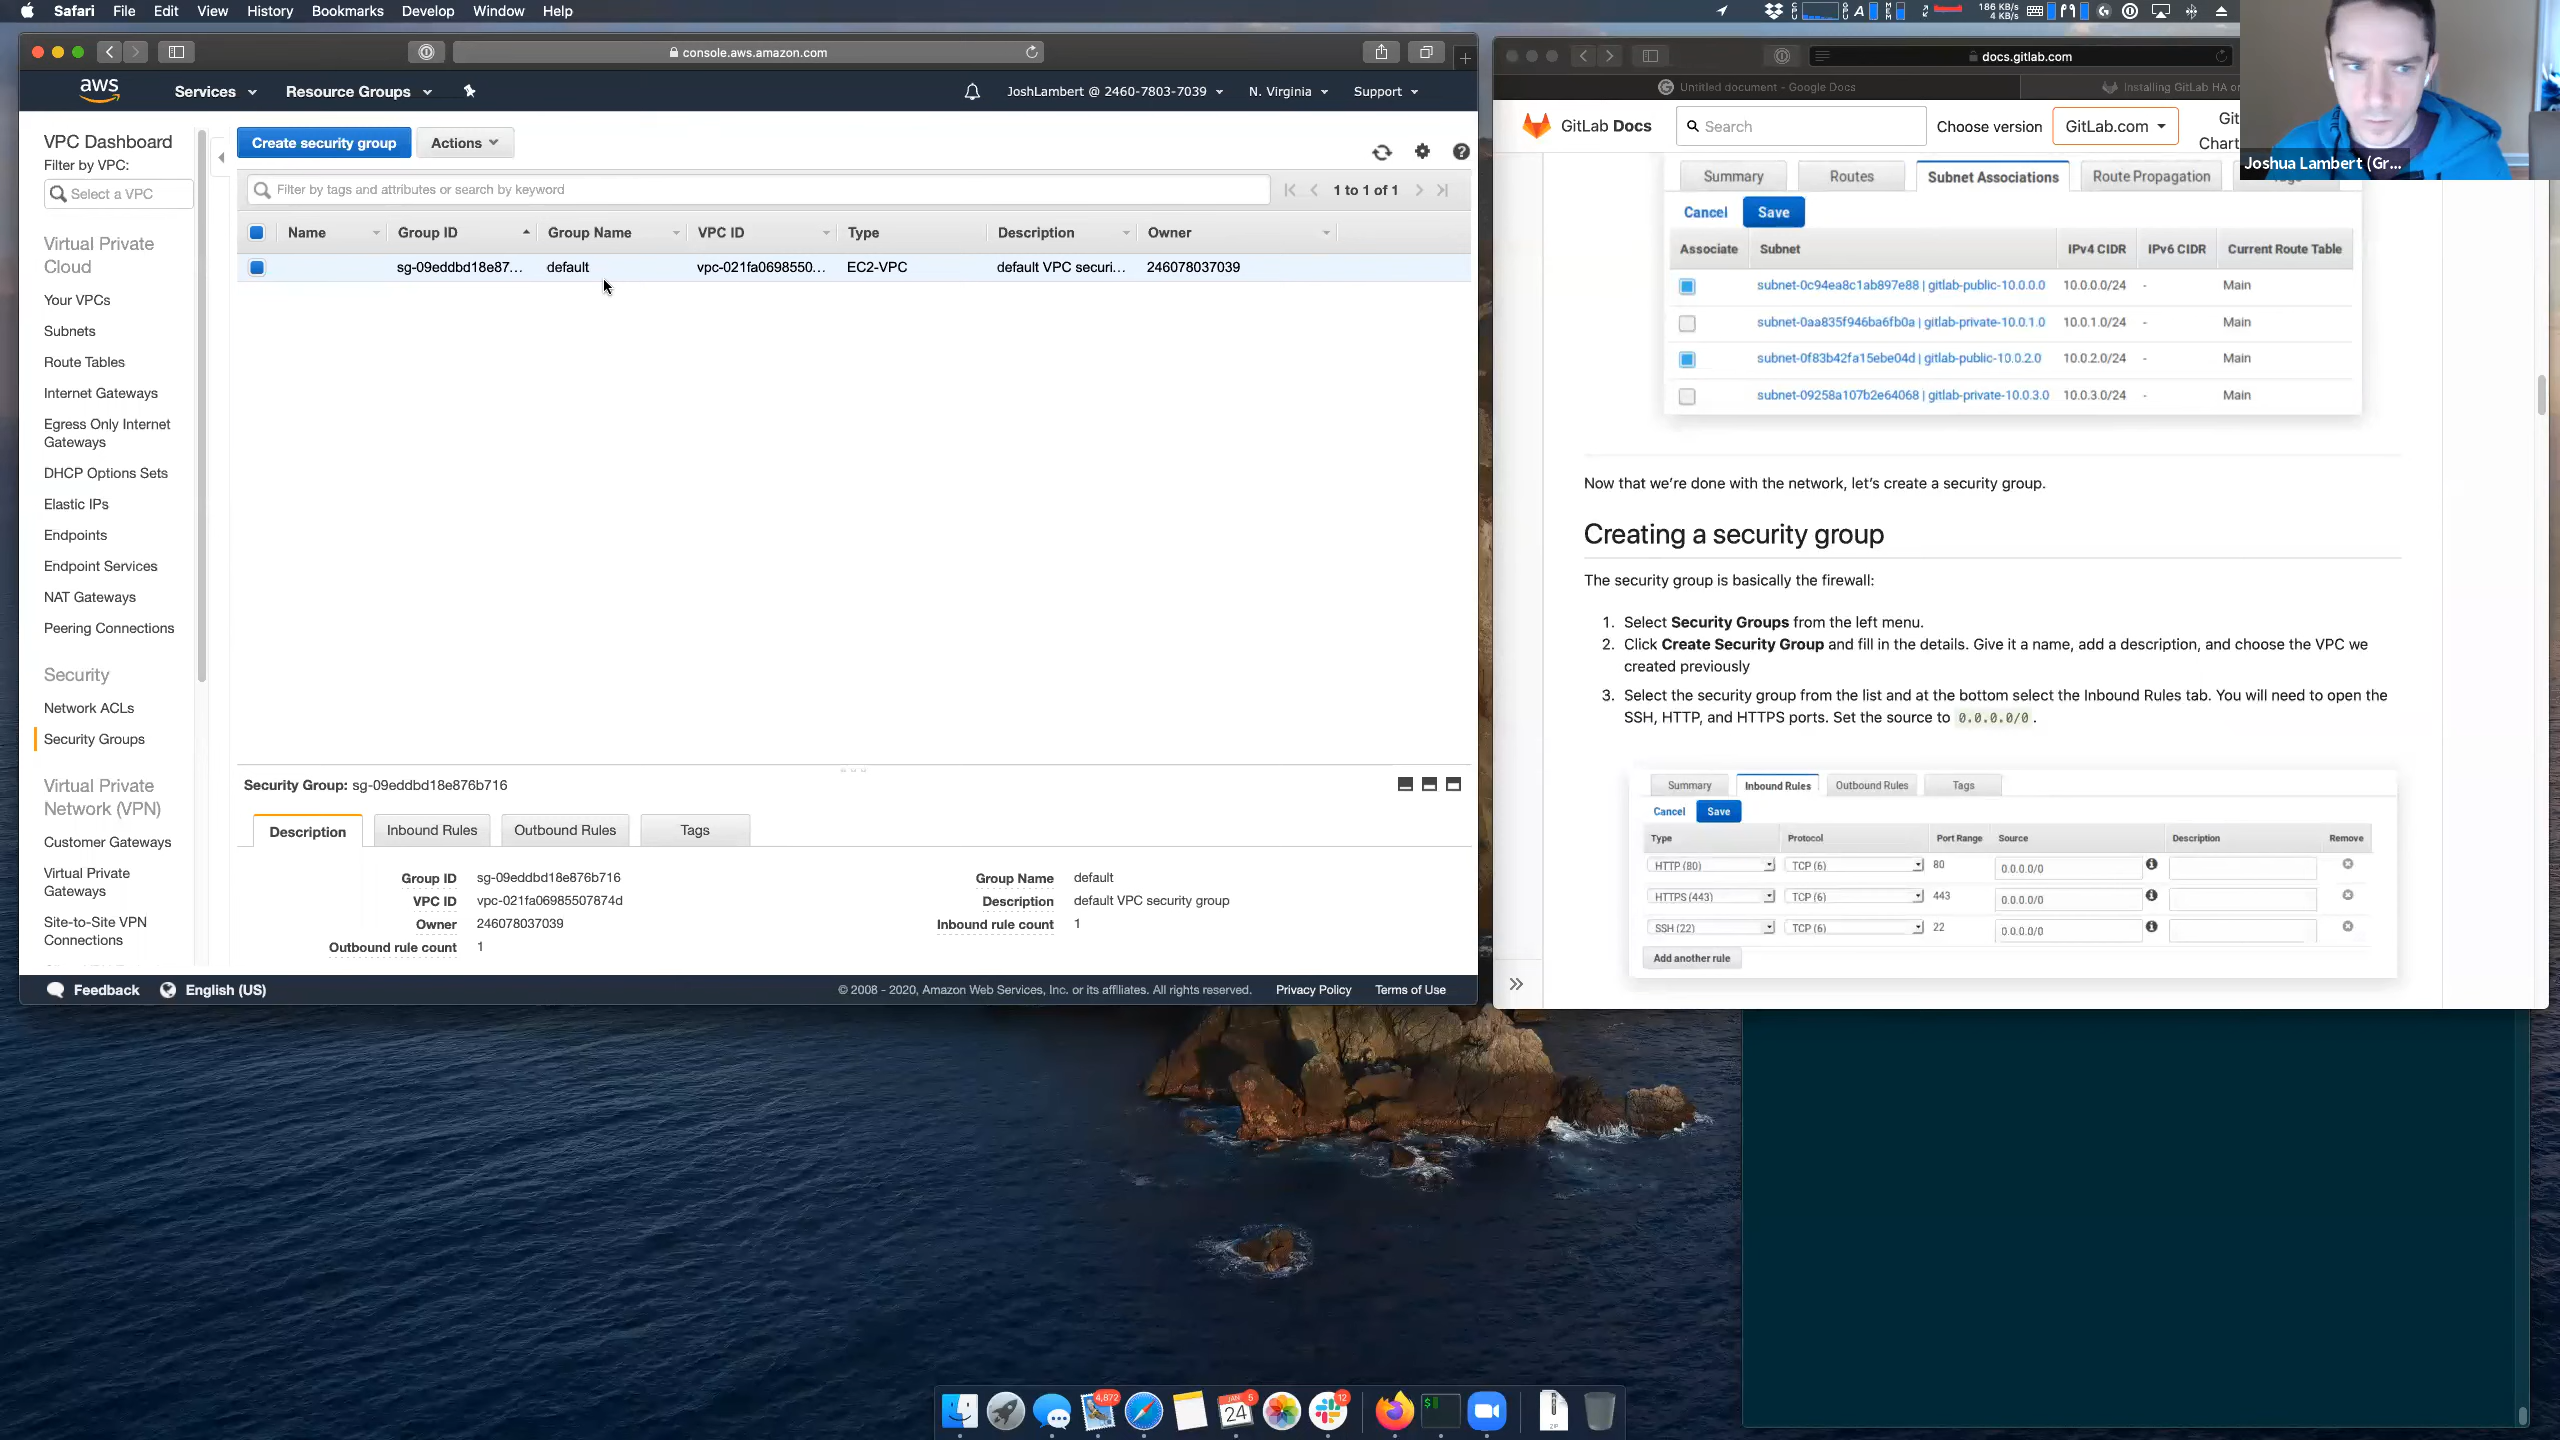 Safari File Edit View History Bookmarks Develop Window Help
186 KB/s
4 KB/s
console.aws.amazon.com
aws Services Resource Groups JoshLambert @ 2460-7803-7039 N. Virginia Support
VPC Dashboard
Filter by VPC:
Select a VPC
Virtual Private
Cloud
Your VPCs
Subnets
Route Tables
Internet Gateways
Egress Only Internet
Gateways
DHCP Options Sets
Elastic IPs
Endpoints
Endpoint Services
NAT Gateways
Peering Connections
Security
Network ACLs
Security Groups
Virtual Private
Network (VPN)
Customer Gateways
Virtual Private
Gateways
Site-to-Site VPN
Connections
Create security group Actions
Filter by tags and attributes or search by keyword 1 to 1 of 1
Name Group ID Group Name VPC ID Type Description Owner
sg-09eddbd18e87... default vpc-021fa0698550... EC2-VPC default VPC securi... 246078037039
Security Group: sg-09eddbd18e876b716
Description Inbound Rules Outbound Rules Tags
Group ID sg-09eddbd18e876b716 Group Name default
VPC ID vpc-021fa06985507874d Description default VPC security group
Owner 246078037039 Inbound rule count 1
Outbound rule count 1
Feedback English (US) © 2008 - 2020, Amazon Web Services, Inc. or its affiliates. All rights reserved. Privacy Policy Terms of Use
docs.gitlab.com
Untitled document - Google Docs Installing GitLab HA on
GitLab Docs Search Choose version GitLab.com Git
Chart
Joshua Lambert (Gr...
Summary Routes Subnet Associations Route Propagation
Cancel Save
Associate Subnet IPv4 CIDR IPv6 CIDR Current Route Table
subnet-0c94ea8c1ab897e88 | gitlab-public-10.0.0.0 10.0.0.0/24 - Main
subnet-0aa835f946ba6fb0a | gitlab-private-10.0.1.0 10.0.1.0/24 - Main
subnet-0f83b42fa15ebe04d | gitlab-public-10.0.2.0 10.0.2.0/24 - Main
subnet-09258a107b2e64068 | gitlab-private-10.0.3.0 10.0.3.0/24 - Main
Now that we’re done with the network, let’s create a security group.
Creating a security group
The security group is basically the firewall:
1. Select Security Groups from the left menu.
2. Click Create Security Group and fill in the details. Give it a name, add a description, and choose the VPC we
created previously
3. Select the security group from the list and at the bottom select the Inbound Rules tab. You will need to open the
SSH, HTTP, and HTTPS ports. Set the source to 0.0.0.0/0 .
Summary Inbound Rules Outbound Rules Tags
Cancel Save
Type Protocol Port Range Source Description Remove
HTTP (80) TCP (6) 80 0.0.0.0/0
HTTPS (443) TCP (6) 443 0.0.0.0/0
SSH (22) TCP (6) 22 0.0.0.0/0
Add another rule
4,872
JAN 5
24
12
ZIP